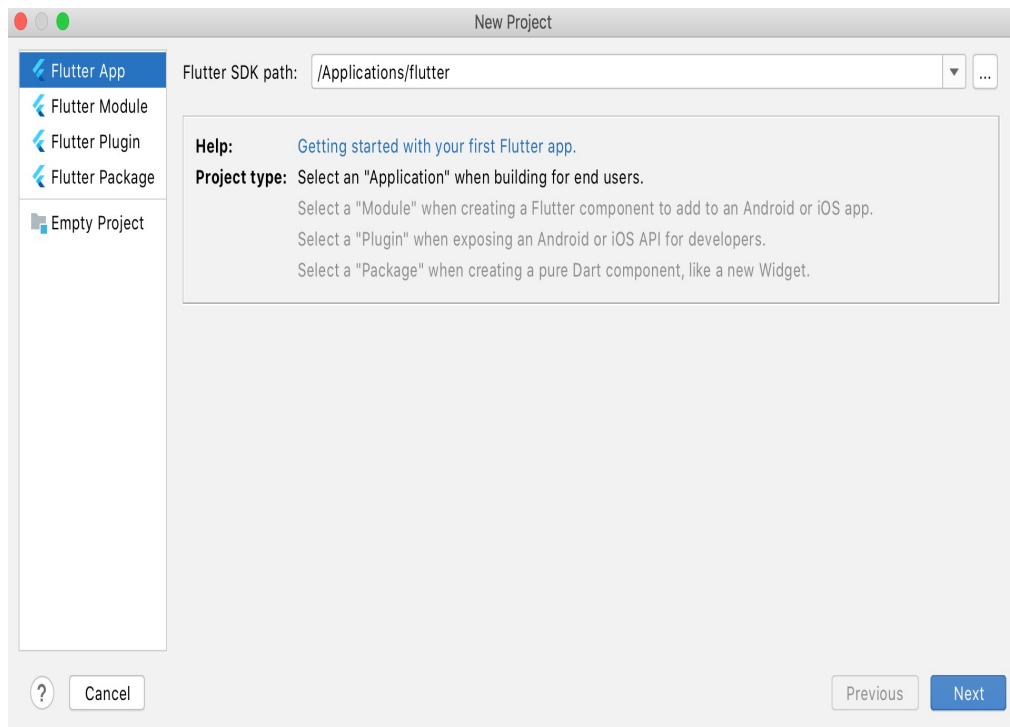 New Project
Flutter App
Flutter Module
Flutter Plugin
Flutter Package
Empty Project
Flutter SDK path: /Applications/flutter ...
Help: Getting started with your first Flutter app.
Project type: Select an "Application" when building for end users.
Select a "Module" when creating a Flutter component to add to an Android or iOS app.
Select a "Plugin" when exposing an Android or iOS API for developers.
Select a "Package" when creating a pure Dart component, like a new Widget.
? Cancel Previous Next